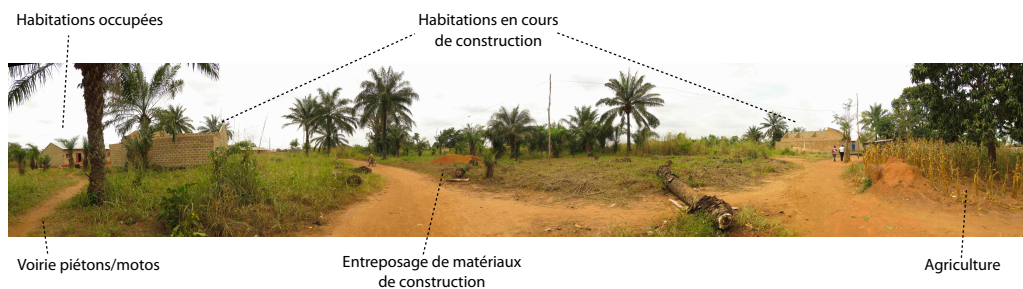 Habitations occupées
Habitations en cours
de construction
Voirie piétons/motos
Entreposage de matériaux
de construction
Agriculture